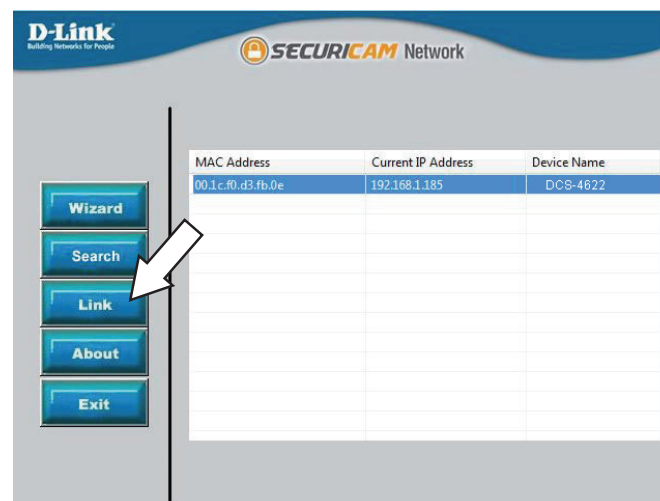 D-Link
Building Networks for People
SECURICAM Network
MAC Address Current IP Address Device Name
00.1c.f0.d3.fb.0e 192.168.1.185 DCS-4622
Wizard
Search
Link
About
Exit